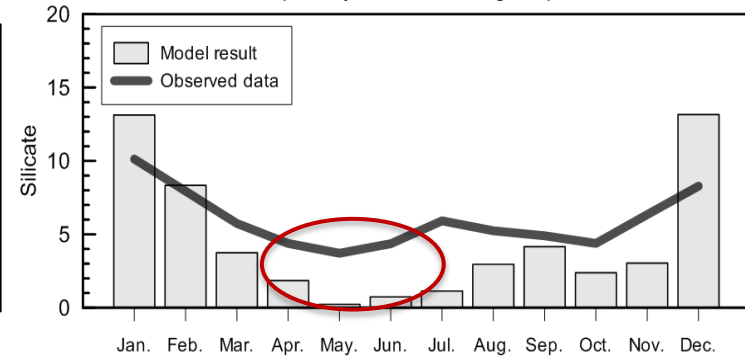 20
Model result
Observed data
15
Silicate
10
5
0
Jan. Feb. Mar. Apr. May. Jun. Jul. Aug. Sep. Oct. Nov. Dec.